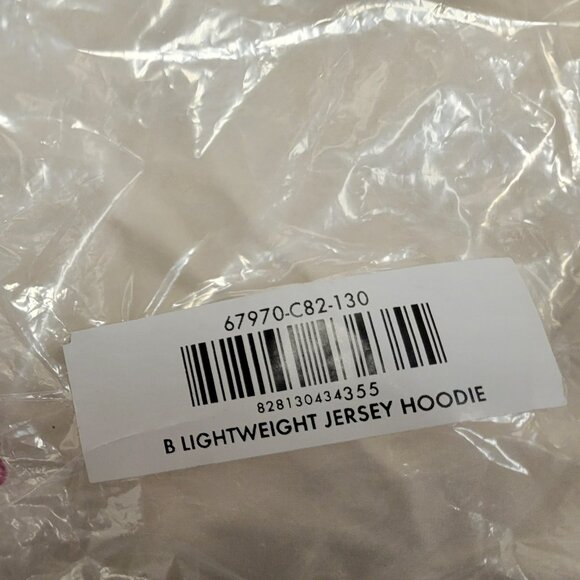 67970-C82-130
828130434355
B LIGHTWEIGHT JERSEY HOODIE